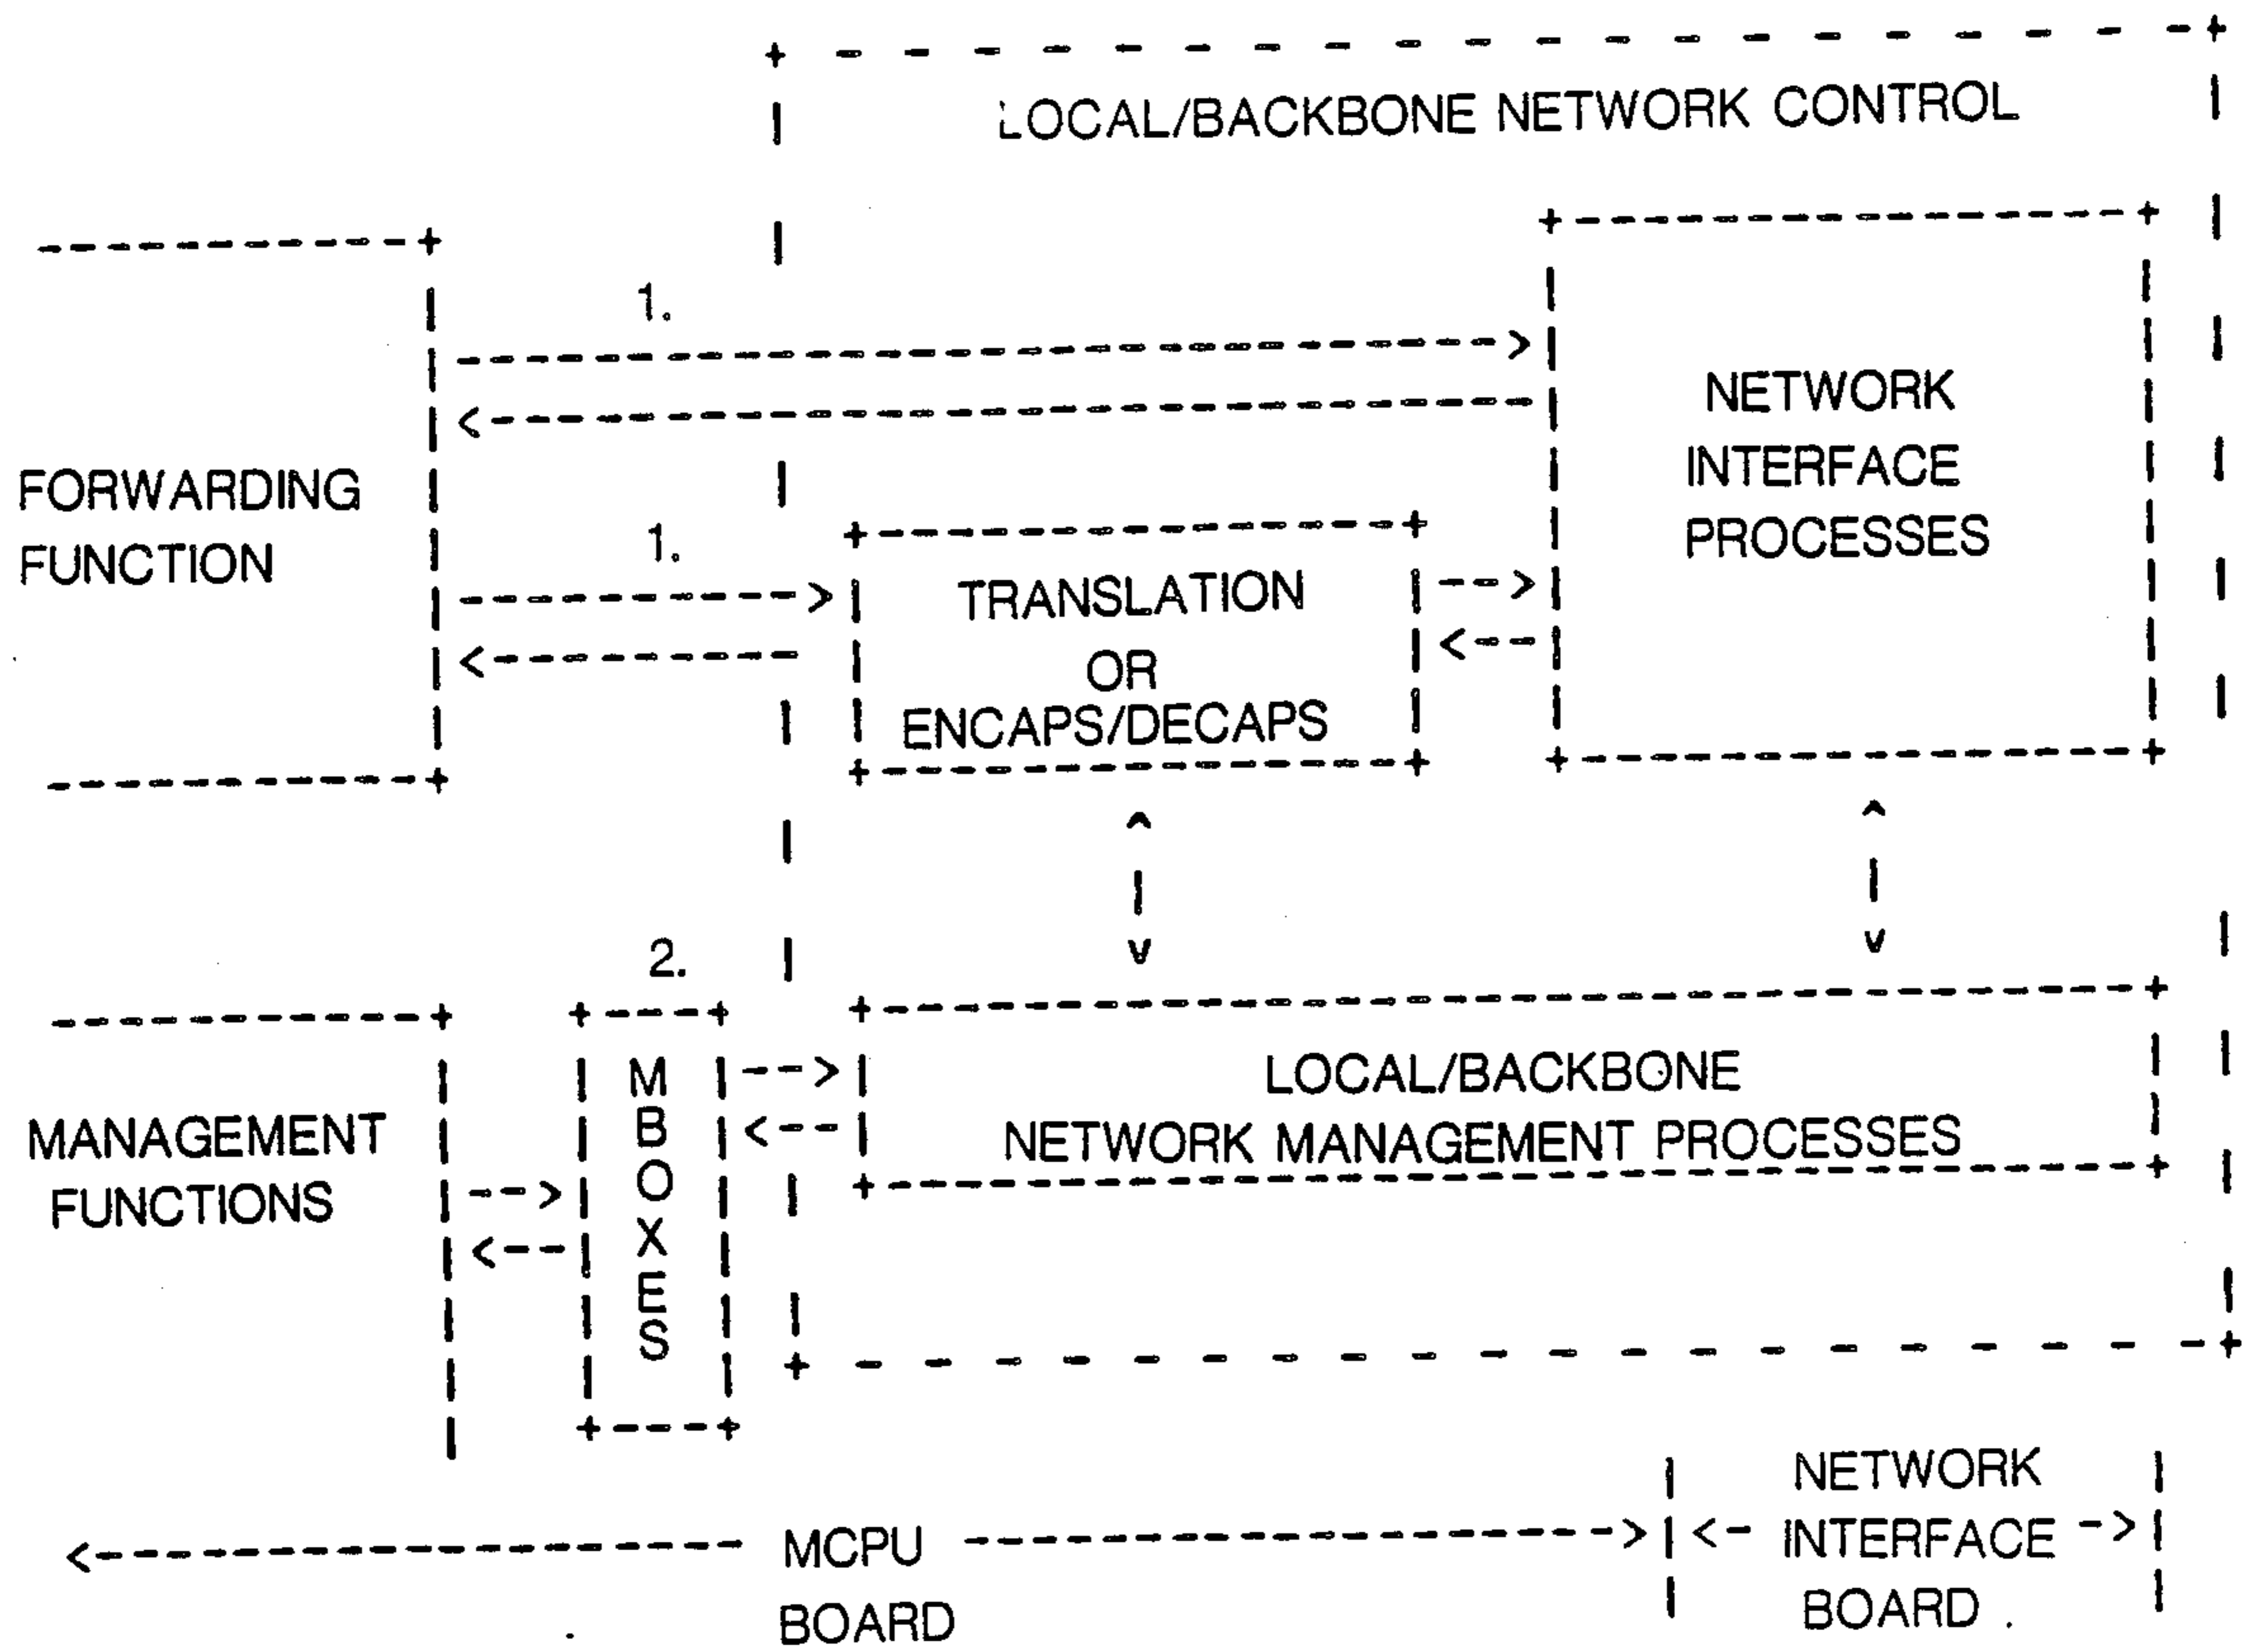 LOCAL/BACKBONE NETWORK CONTROL
1.
NETWORK
INTERFACE
PROCESSES
FORWARDING
FUNCTION
1.
TRANSLATION
OR
ENCAPS/DECAPS
2.
MANAGEMENT
FUNCTIONS
MBOXES
LOCAL/BACKBONE
NETWORK MANAGEMENT PROCESSES
MCPU
BOARD
NETWORK
INTERFACE
BOARD